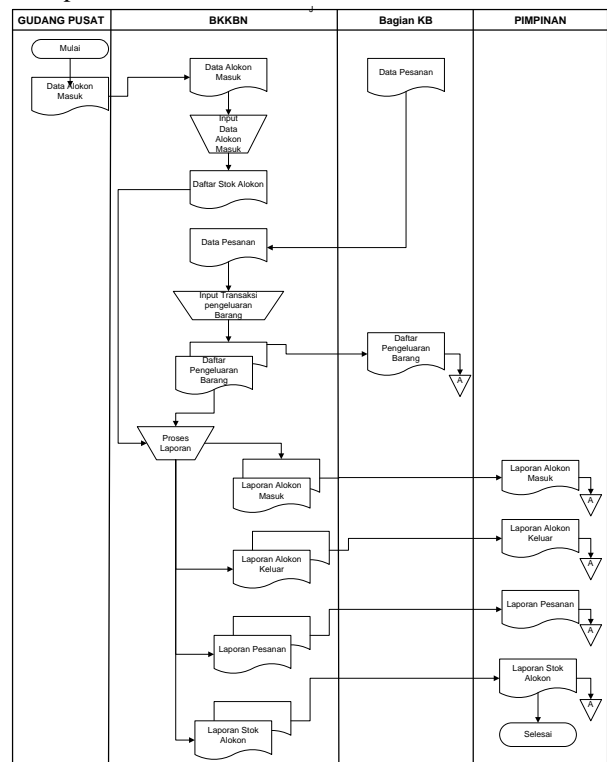 GUDANG PUSAT
BKKBN
Bagian KB
PIMPINAN
Mulai
Data Alokon
Masuk
Data Alokon
Masuk
Data Pesanan
Input
Data
Alokon
Masuk
Daftar Stok Alokon
Data Pesanan
Input Transaksi
pengeluaran
Barang
Daftar
Pengeluaran
Barang
Daftar
Pengeluaran
Barang
A
Proses
Laporan
Laporan Alokon
Masuk
Laporan Alokon
Masuk
A
Laporan Alokon
Keluar
Laporan Alokon
Keluar
A
Laporan Pesanan
Laporan Pesanan
A
Laporan Stok
Alokon
Laporan Stok
Alokon
A
Selesai